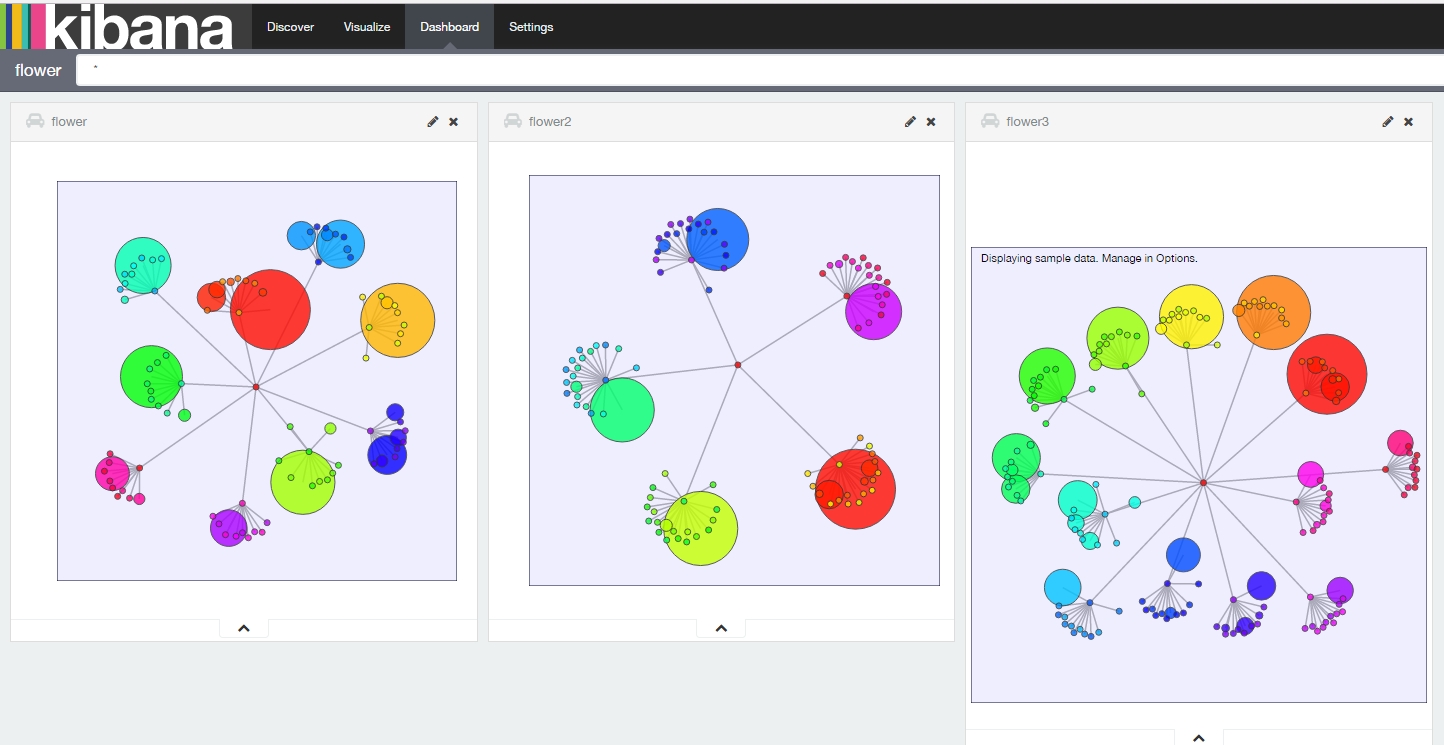 kibana Discover Visualize Dashboard Settings
flower *
flower flower2 flower3
Displaying sample data. Manage in Options.